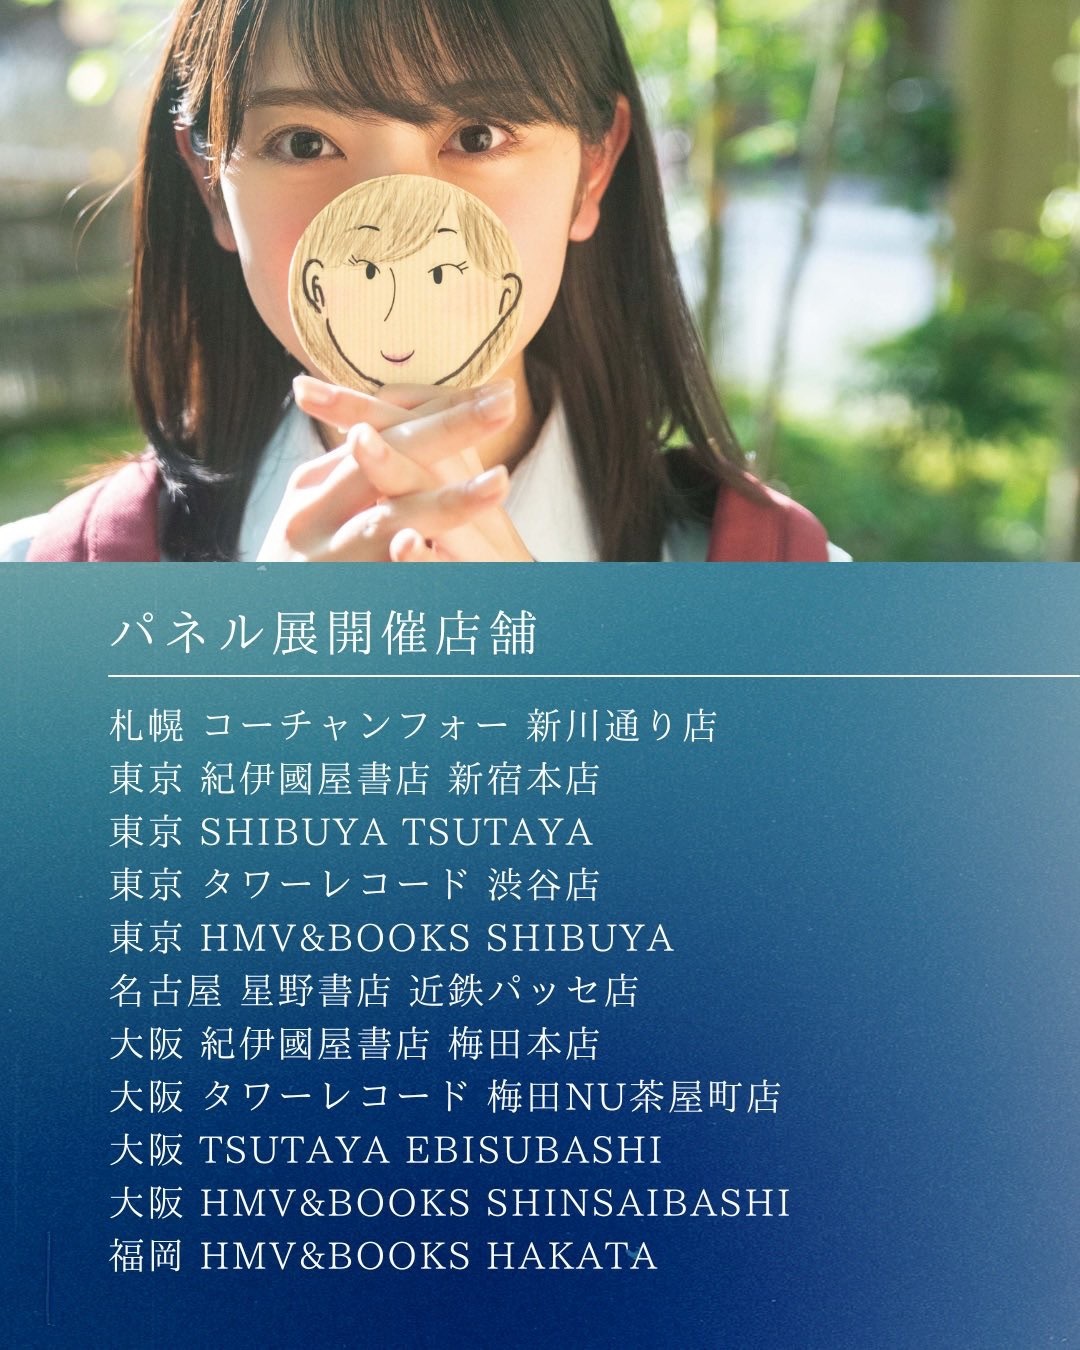 パネル展開催店舗
札幌 コーチャンフォー 新川通り店
東京 紀伊國屋書店 新宿本店
東京 SHIBUYA TSUTAYA
東京 タワーレコード 渋谷店
東京 HMV&BOOKS SHIBUYA
名古屋 星野書店 近鉄パッセ店
大阪 紀伊國屋書店 梅田本店
大阪 タワーレコード 梅田NU茶屋町店
大阪 TSUTAYA EBISUBASHI
大阪 HMV&BOOKS SHINSAIBASHI
福岡 HMV&BOOKS HAKATA